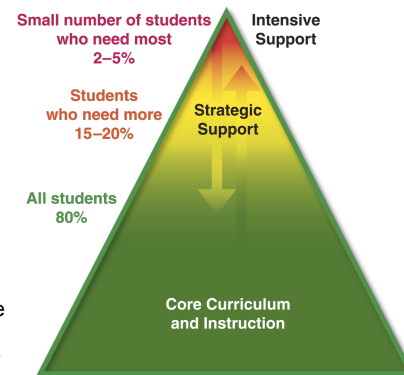 Small number of students
who need most
2–5%
Intensive
Support
Students
who need more
15–20%
Strategic
Support
All students
80%
Core Curriculum
and Instruction